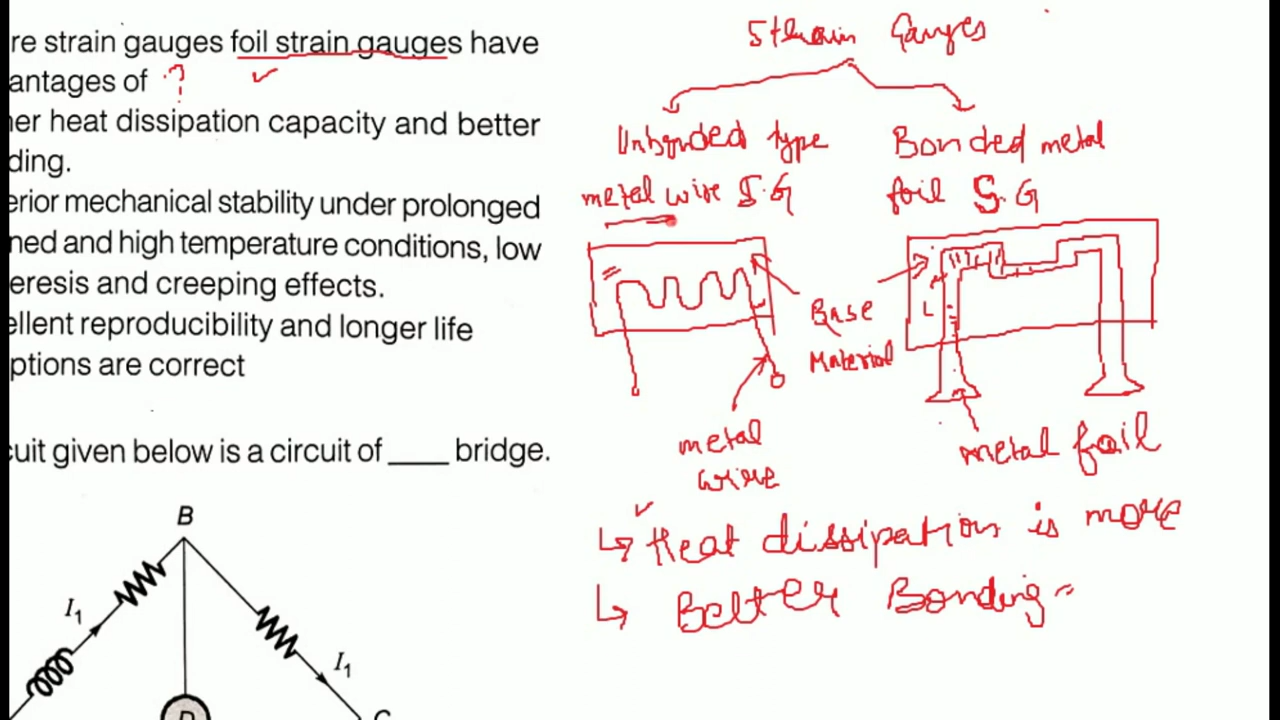 re strain gauges foil strain gauges have
antages of ?
er heat dissipation capacity and better
ding.
erior mechanical stability under prolonged
ned and high temperature conditions, low
eresis and creeping effects.
ellent reproducibility and longer life
ptions are correct
cuit given below is a circuit of ____ bridge.
B
I1
I1
C
D
Strain Gauges
Unbonded type
metal wire S.G
Bonded metal
foil S.G
Base
Material
L
metal
wire
metal foil
↳ Heat dissipation is more
↳ Better Bonding